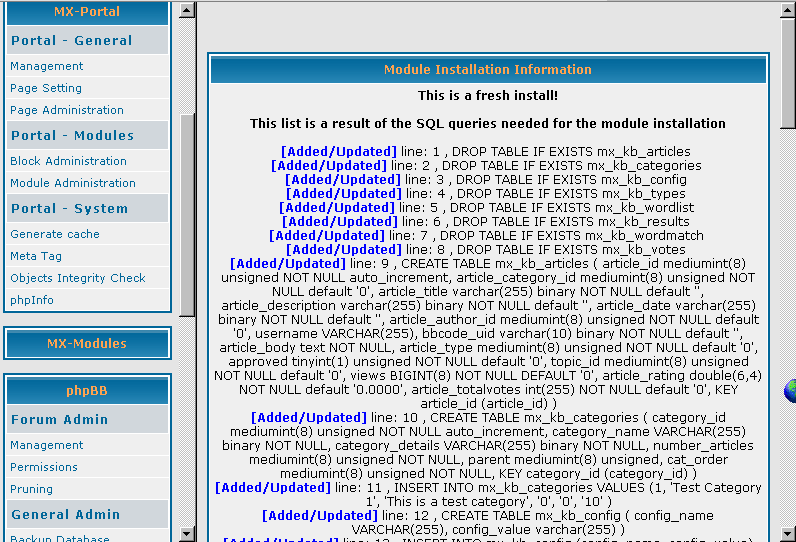 MX-Portal
Portal - General
Management
Page Setting
Page Administration
Portal - Modules
Block Administration
Module Administration
Portal - System
Generate cache
Meta Tag
Objects Integrity Check
phpInfo
MX-Modules
phpBB
Forum Admin
Management
Permissions
Pruning
General Admin
Backup Database
Module Installation Information
This is a fresh install!
This list is a result of the SQL queries needed for the module installation
[Added/Updated] line: 1 , DROP TABLE IF EXISTS mx_kb_articles
[Added/Updated] line: 2 , DROP TABLE IF EXISTS mx_kb_categories
[Added/Updated] line: 3 , DROP TABLE IF EXISTS mx_kb_config
[Added/Updated] line: 4 , DROP TABLE IF EXISTS mx_kb_types
[Added/Updated] line: 5 , DROP TABLE IF EXISTS mx_kb_wordlist
[Added/Updated] line: 6 , DROP TABLE IF EXISTS mx_kb_results
[Added/Updated] line: 7 , DROP TABLE IF EXISTS mx_kb_wordmatch
[Added/Updated] line: 8 , DROP TABLE IF EXISTS mx_kb_votes
[Added/Updated] line: 9 , CREATE TABLE mx_kb_articles ( article_id mediumint(8)
unsigned NOT NULL auto_increment, article_category_id mediumint(8) unsigned NOT
NULL default '0', article_title varchar(255) binary NOT NULL default '',
article_description varchar(255) binary NOT NULL default '', article_date varchar(255)
binary NOT NULL default '', article_author_id mediumint(8) unsigned NOT NULL default
'0', username VARCHAR(255), bbcode_uid varchar(10) binary NOT NULL default '',
article_body text NOT NULL, article_type mediumint(8) unsigned NOT NULL default '0',
approved tinyint(1) unsigned NOT NULL default '0', topic_id mediumint(8) unsigned
NOT NULL default '0', views BIGINT(8) NOT NULL DEFAULT '0', article_rating double(6,4)
NOT NULL default '0.0000', article_totalvotes int(255) NOT NULL default '0', KEY
article_id (article_id) )
[Added/Updated] line: 10 , CREATE TABLE mx_kb_categories ( category_id
mediumint(8) unsigned NOT NULL auto_increment, category_name VARCHAR(255)
binary NOT NULL, category_details VARCHAR(255) binary NOT NULL, number_articles
mediumint(8) unsigned NOT NULL, parent mediumint(8) unsigned, cat_order
mediumint(8) unsigned NOT NULL, KEY category_id (category_id) )
[Added/Updated] line: 11 , INSERT INTO mx_kb_categories VALUES (1, 'Test Category
1', 'This is a test category', '0', '0', '10' )
[Added/Updated] line: 12 , CREATE TABLE mx_kb_config ( config_name
VARCHAR(255), config_value varchar(255) )
[Added/Updated] line: 13 , INSERT INTO mx_kb_config (config_name, config_value)